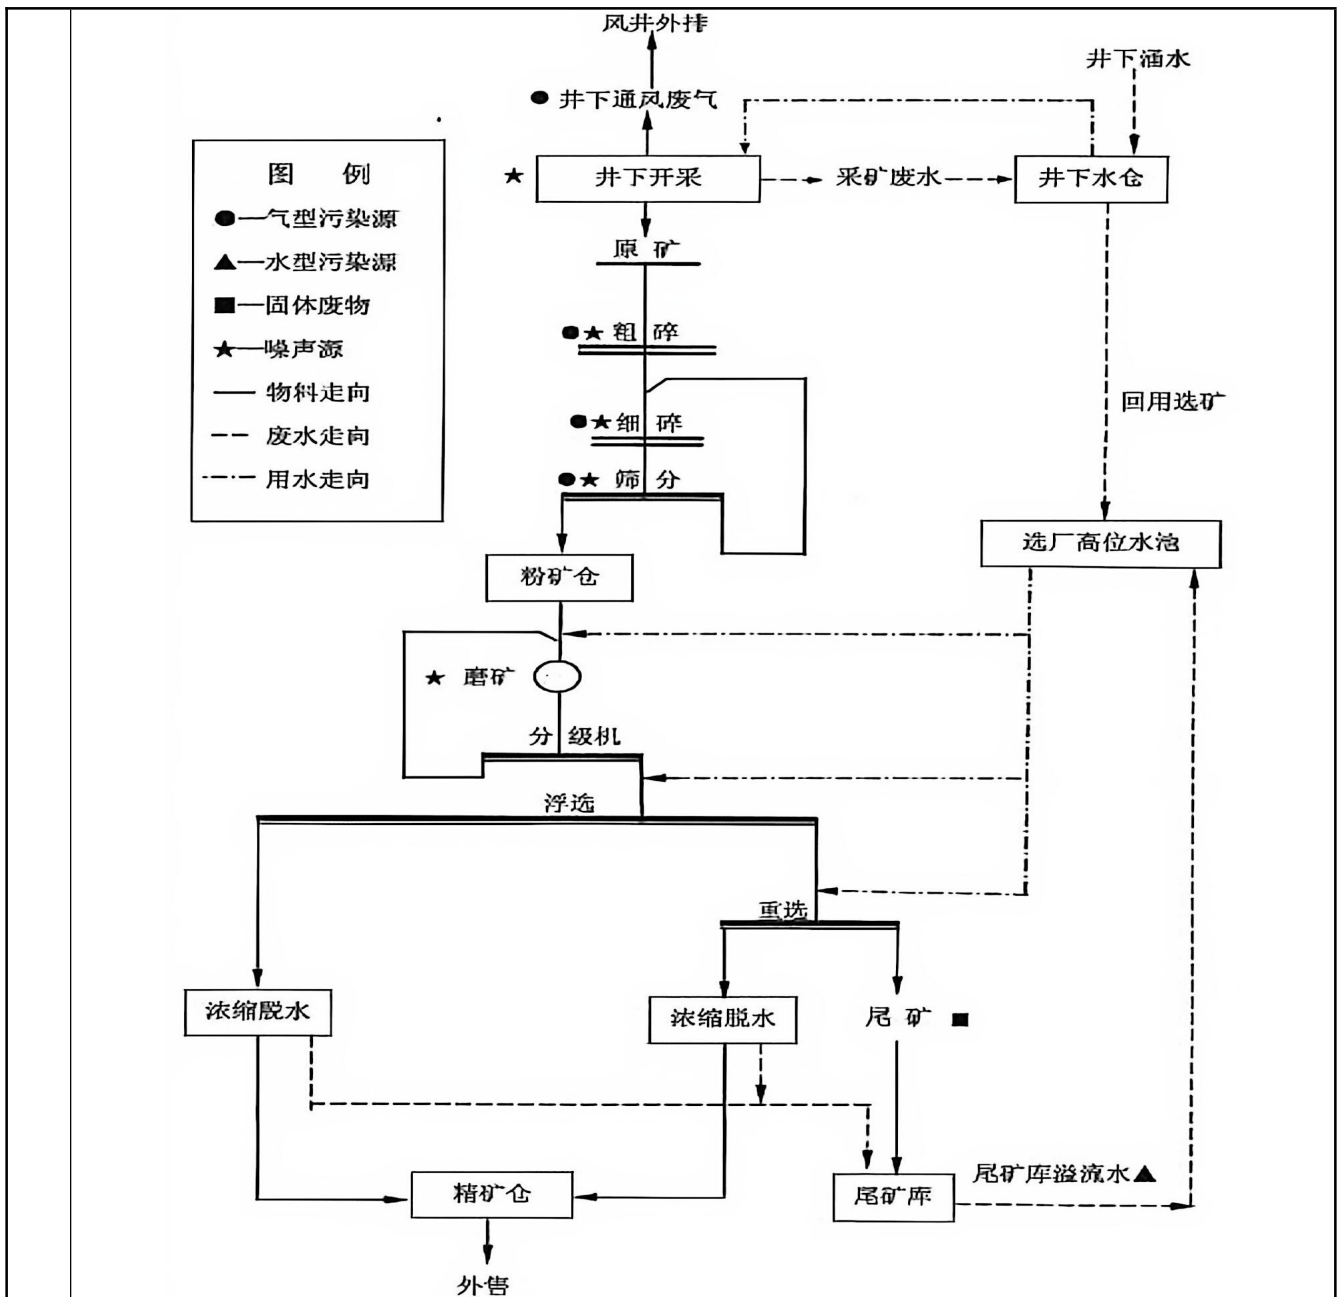 风井外排
井下涌水
井下通风废气
图 例
气型污染源
水型污染源
固体废物
噪声源
物料走向
废水走向
用水走向
井下开采
采矿废水
井下水仓
原 矿
粗 碎
细 碎
筛 分
回用选矿
选厂高位水池
粉矿仓
磨矿
分级机
浮选
重选
浓缩脱水
浓缩脱水
尾 矿
精矿仓
尾矿库
尾矿库溢流水
外售